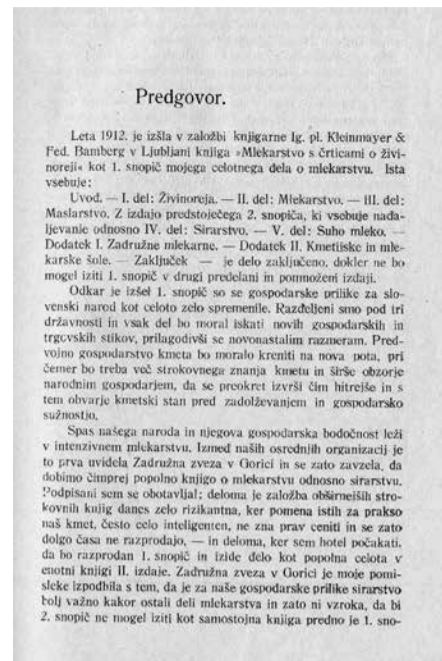 Predgovor.
Leta 1912. je izšla v založbi knjigarne Ig. pl. Kleinmayer &
Fed. Bamberg v Ljubljani knjiga »Mlekarstvo s črticami o živi-
noreji« kot 1. snopič mojega celotnega dela o mlekarstvu. Ista
vsebuje:
Uvod. — I. del: Živinoreja. — II. del: Mlekarstvo. — III. del:
Maslarstvo. Z izdajo predstoječega 2. snopiča, ki vsebuje nada-
ljevanje odnosno IV. del: Sirarstvo. — V. del: Suho mleko. —
Dodatek I. Zadružne mlekarne. — Dodatek II. Kmetijske in mle-
karske šole. — Zaključek — je delo zaključeno, dokler ne bo
mogel iziti 1. snopič v drugi predelani in pomnoženi izdaji.
Odkar je izšel 1. snopič so se gospodarske prilike za slo-
venski narod kot celoto zelo spremenile. Razdeljeni smo pod tri
državnosti in vsak del bo moral iskati novih gospodarskih in
trgovskih stikov, prilagodivši se novonastalim razmeram. Pred-
vojno gospodarstvo kmeta bo moralo kreniti na nova pota, pri
čemer bo treba več strokovnega znanja kmetu in širše obzorje
narodnim gospodarjem, da se preokret izvrši čim hitreje in s
tem obvarje kmetski stan pred zadolževanjem in gospodarsko
sužnostjo.
Spas našega naroda in njegova gospodarska bodočnost leži
v intenzivnem mlekarstvu. Izmed naših osrednjih organizacij je
to prva uvidela Zadružna zveza v Gorici in se zato zavzela, da
dobimo čimprej popolno knjigo o mlekarstvu odnosno sirarstvu.
Podpisani sem se obotavljal; deloma je založba obširnejših stro-
kovnih knjig danes zelo rizikantna, ker pomena istih za prakso
naš kmet, često celo inteligenten, ne zna prav ceniti in se zato
dolgo časa ne razprodajo, — in deloma, ker sem hotel počakati,
da bo razprodan 1. snopič in izide delo kot popolna celota v
enotni knjigi II. izdaje. Zadružna zveza v Gorici je moje pomi-
sleke izpodbila s tem, da je za naše gospodarske prilike sirarstvo
bolj važno kakor ostali deli mlekarstva in zato ni vzroka, da bi
2. snopič ne mogel iziti kot samostojna knjiga predno je 1. sno-